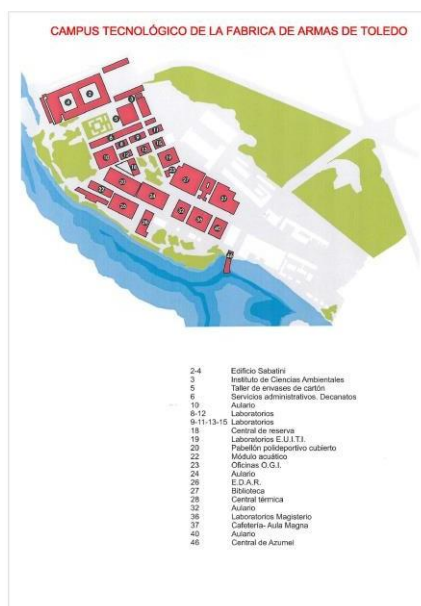 CAMPUS TECNOLÓGICO DE LA FABRICA DE ARMAS DE TOLEDO
2-4 Edificio Sabatini
3 Instituto de Ciencias Ambientales
5 Taller de envases de cartón
6 Servicios administrativos. Decanatos
10 Aulario
8-12 Laboratorios
9-11-13-15 Laboratorios
18 Central de reserva
19 Laboratorios E.U.I.T.I.
20 Pabellón polideportivo cubierto
22 Módulo acuático
23 Oficinas O.G.I.
24 Aulario
26 E.D.A.R.
27 Biblioteca
28 Central térmica
32 Aulario
36 Laboratorios Magisterio
37 Cafetería- Aula Magna
40 Aulario
46 Central de Azumel